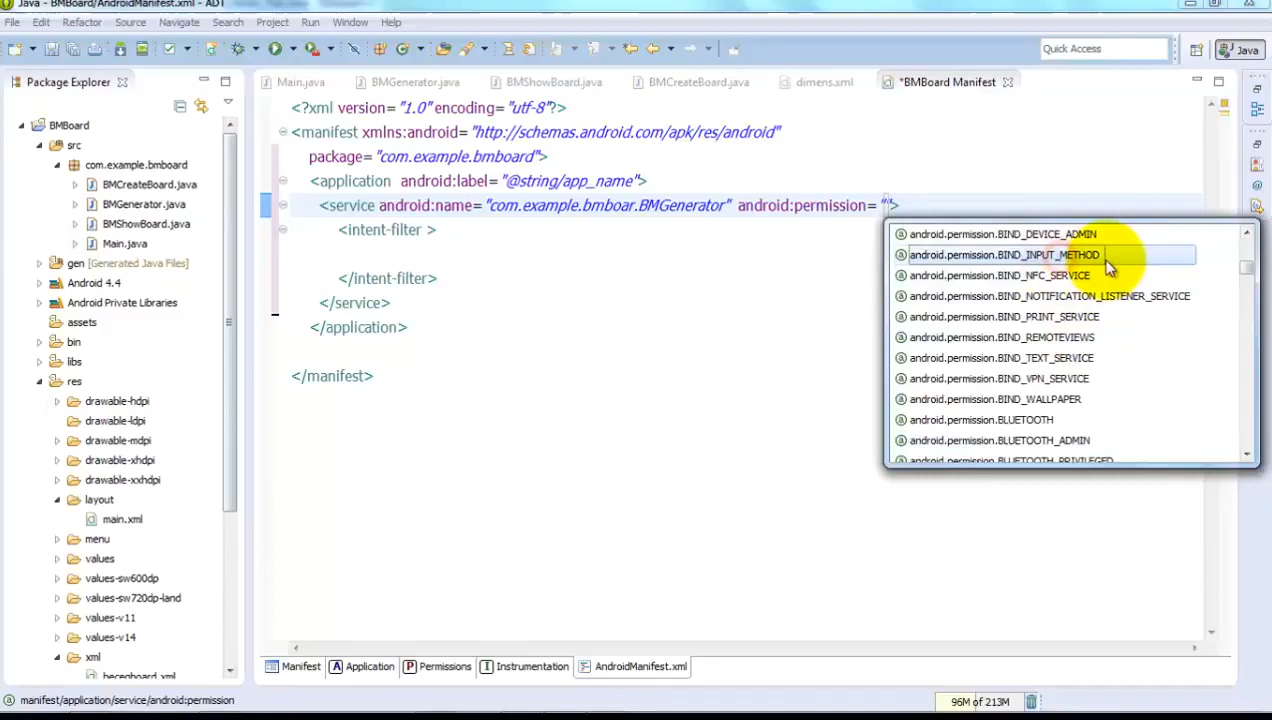 Java - BMBoard/AndroidManifest.xml - ADT
File Edit Refactor Source Navigate Search Project Run Window Help
Quick Access
Java
Package Explorer
Main.java
BMGenerator.java
BMShowBoard.java
BMCreateBoard.java
dimens.xml
*BMBoard Manifest
BMBoard
src
com.example.bmboard
BMCreateBoard.java
BMGenerator.java
BMShowBoard.java
Main.java
gen [Generated Java Files]
Android 4.4
Android Private Libraries
assets
bin
libs
res
drawable-hdpi
drawable-ldpi
drawable-mdpi
drawable-xhdpi
drawable-xxhdpi
layout
main.xml
menu
values
values-sw600dp
values-sw720dp-land
values-v11
values-v14
xml
<?xml version="1.0" encoding="utf-8"?>
<manifest xmlns:android="http://schemas.android.com/apk/res/android"
package="com.example.bmboard">
<application android:label="@string/app_name">
<service android:name="com.example.bmboar.BMGenerator" android:permission="">
<intent-filter >
</intent-filter>
</service>
</application>
</manifest>
android.permission.BIND_DEVICE_ADMIN
android.permission.BIND_INPUT_METHOD
android.permission.BIND_NFC_SERVICE
android.permission.BIND_NOTIFICATION_LISTENER_SERVICE
android.permission.BIND_PRINT_SERVICE
android.permission.BIND_REMOTEVIEWS
android.permission.BIND_TEXT_SERVICE
android.permission.BIND_VPN_SERVICE
android.permission.BIND_WALLPAPER
android.permission.BLUETOOTH
android.permission.BLUETOOTH_ADMIN
android.permission.BLUETOOTH_PRIVILEGED
Manifest
Application
Permissions
Instrumentation
AndroidManifest.xml
manifest/application/service/android:permission
96M of 213M